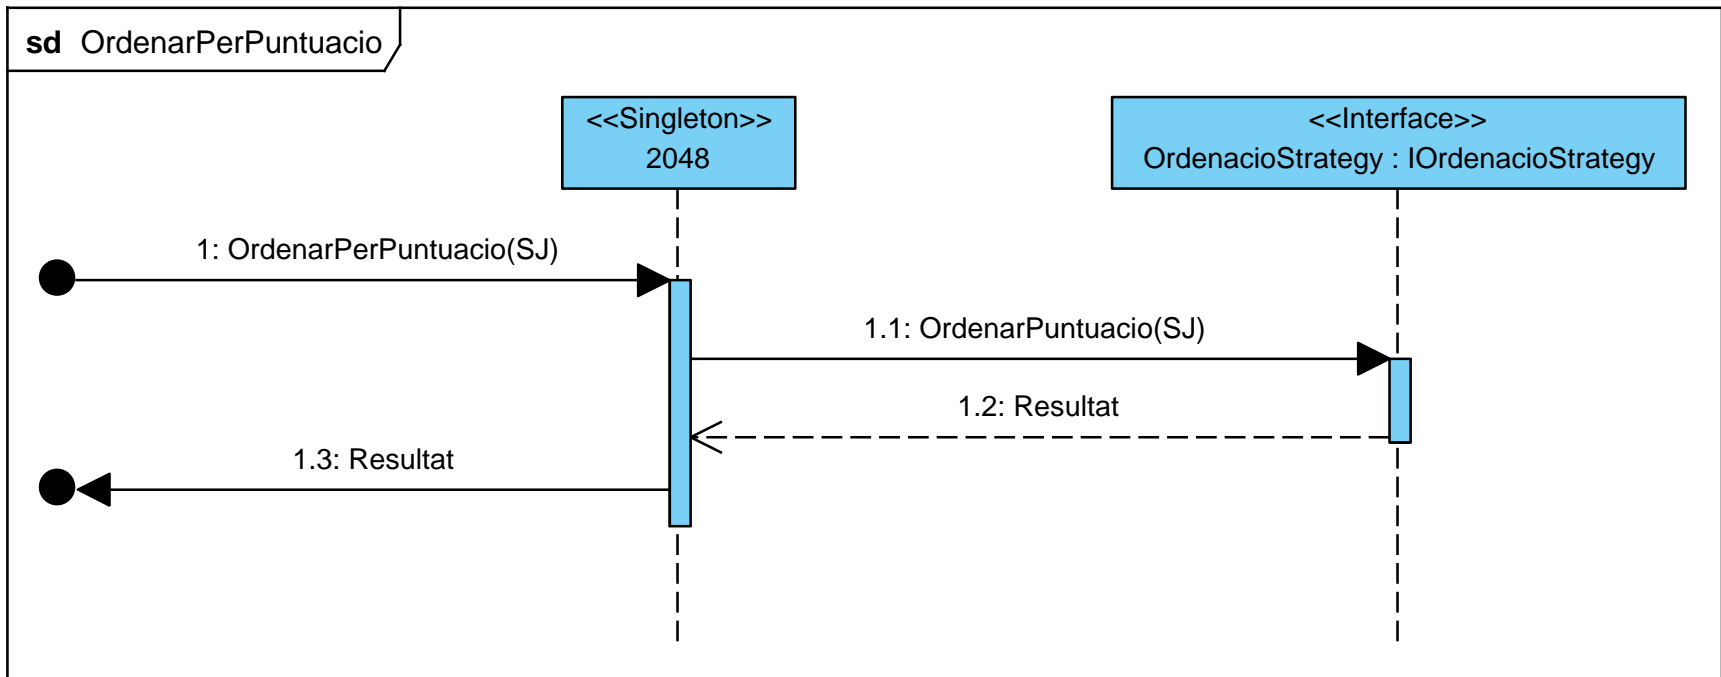 sd OrdenarPerPuntuacio
<<Singleton>>
2048
<<Interface>>
OrdenacioStrategy : IOrdenacioStrategy
1: OrdenarPerPuntuacio(SJ)
1.1: OrdenarPuntuacio(SJ)
1.2: Resultat
1.3: Resultat